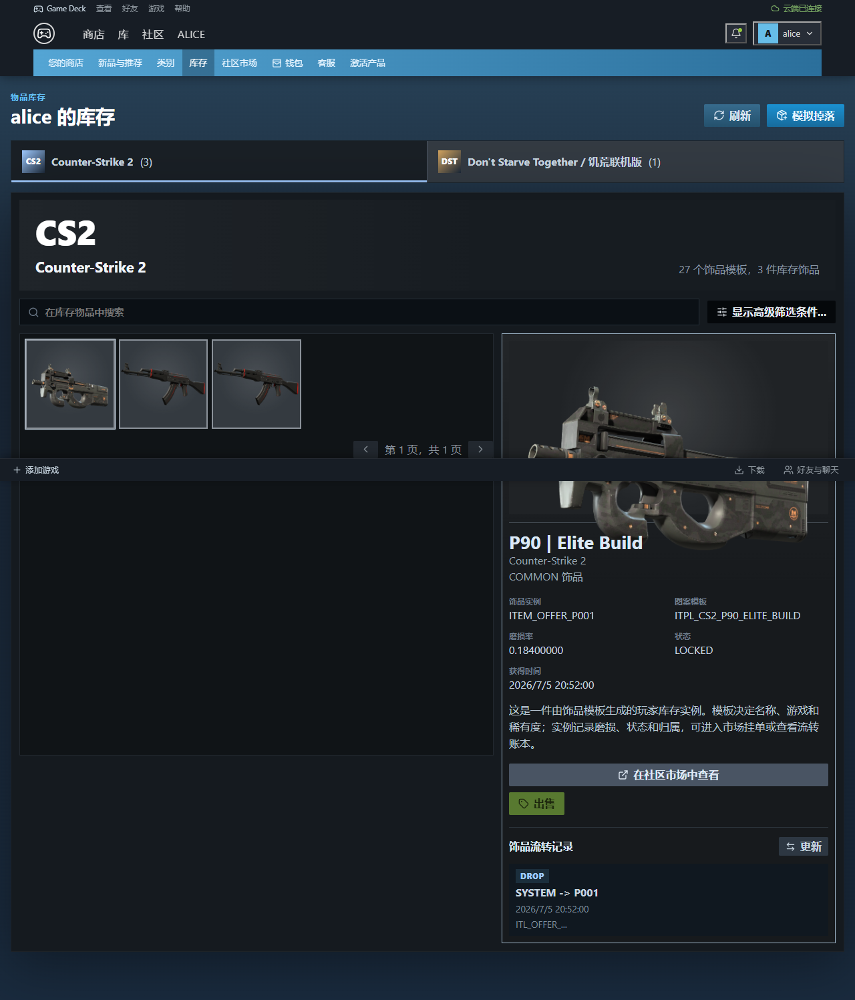 Game Deck 查看 好友 游戏 帮助 云端已连接
商店 库 社区 ALICE A alice
您的商店 新品与推荐 类别 库存 社区市场 钱包 客服 激活产品
物品库存
alice 的库存
刷新 模拟掉落
CS2 Counter-Strike 2 (3) DST Don't Starve Together / 饥荒联机版 (1)
CS2
Counter-Strike 2
27 个饰品模板，3 件库存饰品
在库存物品中搜索 显示高级筛选条件...
第 1 页，共 1 页
添加游戏 下载 好友与聊天
P90 | Elite Build
Counter-Strike 2
COMMON 饰品
饰品实例 图案模板
ITEM_OFFER_P001 ITPL_CS2_P90_ELITE_BUILD
磨损率 状态
0.18400000 LOCKED
获得时间
2026/7/5 20:52:00
这是一件由饰品模板生成的玩家库存实例。模板决定名称、游戏和
稀有度；实例记录磨损、状态和归属，可进入市场挂单或查看流转
账本。
在社区市场中查看
出售
饰品流转记录 更新
DROP
SYSTEM -> P001
2026/7/5 20:52:00
ITL_OFFER_...